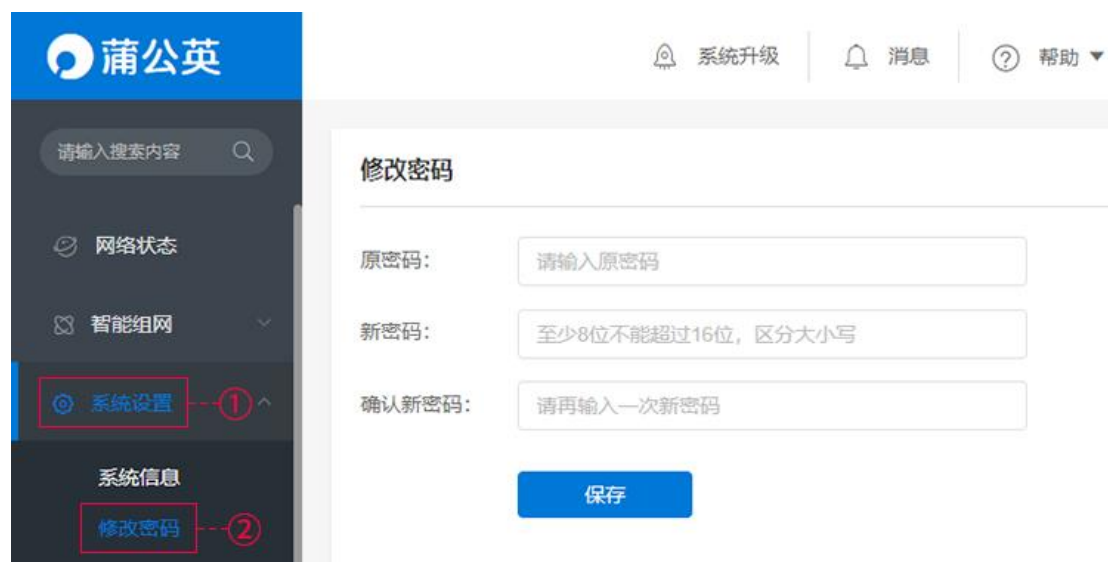 蒲公英
系统升级
消息
帮助
请输入搜索内容
修改密码
网络状态
原密码:
请输入原密码
智能组网
新密码:
至少8位不能超过16位，区分大小写
系统设置
①
确认新密码:
请再输入一次新密码
系统信息
保存
修改密码
②